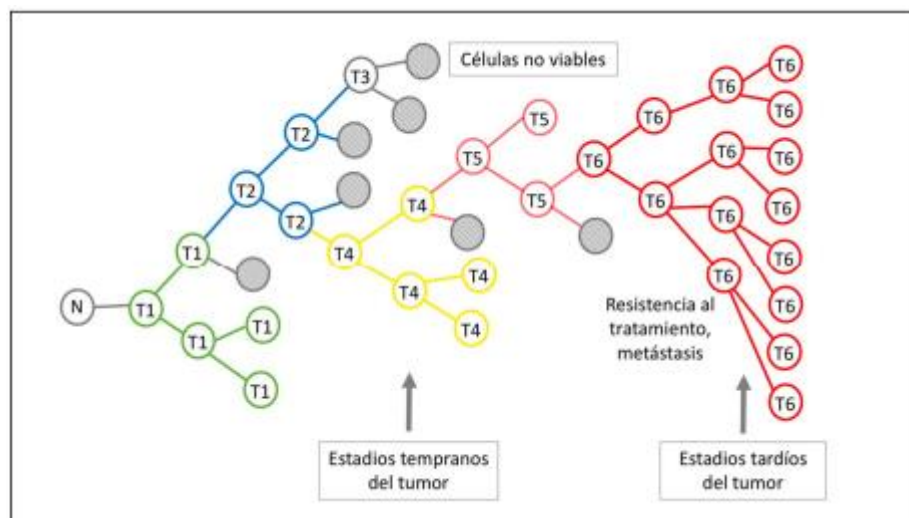 Células no viables
T3
T6
T6
T6
T5
T6
T2
T5
T6
T6
T6
T2
T5
T6
T6
T4
T2
T6
T1
T4
T6
T4
T4
T6
N
T1
T6
T1
T1
T4
Resistencia al
tratamiento,
metástasis
T6
T1
T6
Estadios tempranos
del tumor
Estadios tardíos
del tumor